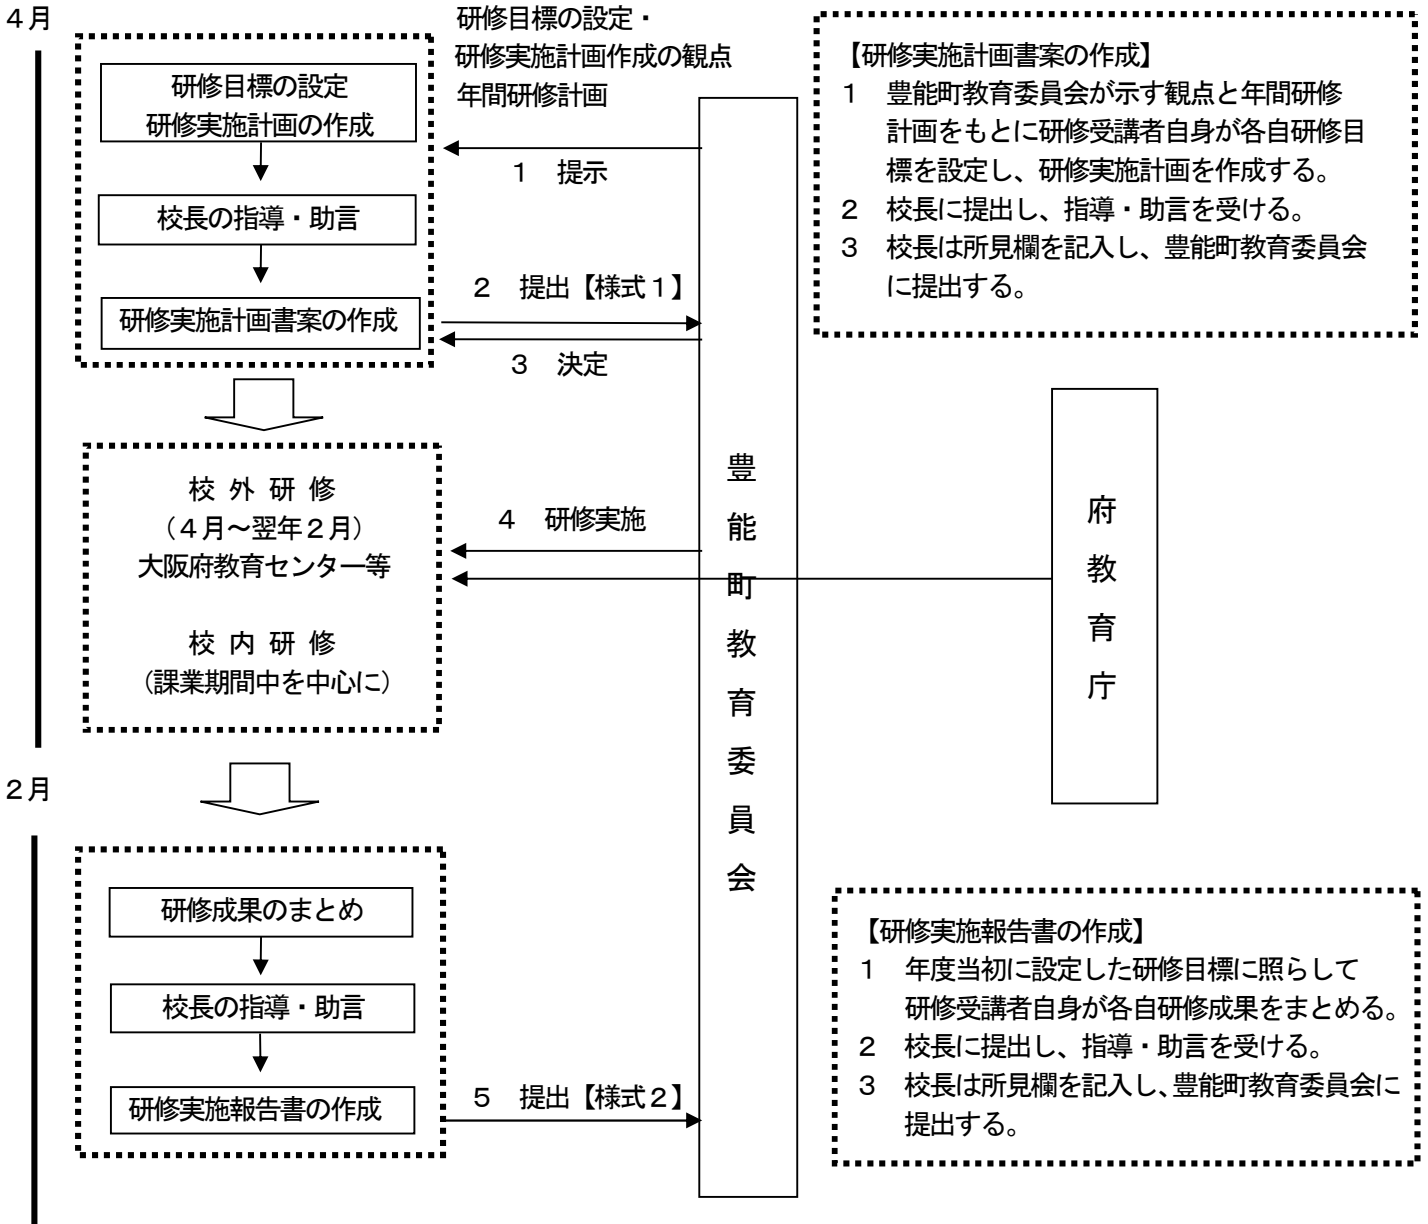 ４月
研修目標の設定
研修実施計画の作成
校長の指導・助言
研修実施計画書案の作成
研修目標の設定・
研修実施計画作成の観点
年間研修計画
１　提示
２　提出【様式１】
３　決定
【研修実施計画書案の作成】
１　豊能町教育委員会が示す観点と年間研修
計画をもとに研修受講者自身が各自研修目
標を設定し、研修実施計画を作成する。
２　校長に提出し、指導・助言を受ける。
３　校長は所見欄を記入し、豊能町教育委員会
に提出する。
校 外 研 修
（４月～翌年２月）
大阪府教育センター等
校 内 研 修
（課業期間中を中心に）
４　研修実施
豊能町教育委員会
府教育庁
２月
研修成果のまとめ
校長の指導・助言
研修実施報告書の作成
５　提出【様式２】
【研修実施報告書の作成】
１　年度当初に設定した研修目標に照らして
研修受講者自身が各自研修成果をまとめる。
２　校長に提出し、指導・助言を受ける。
３　校長は所見欄を記入し、豊能町教育委員会に
提出する。